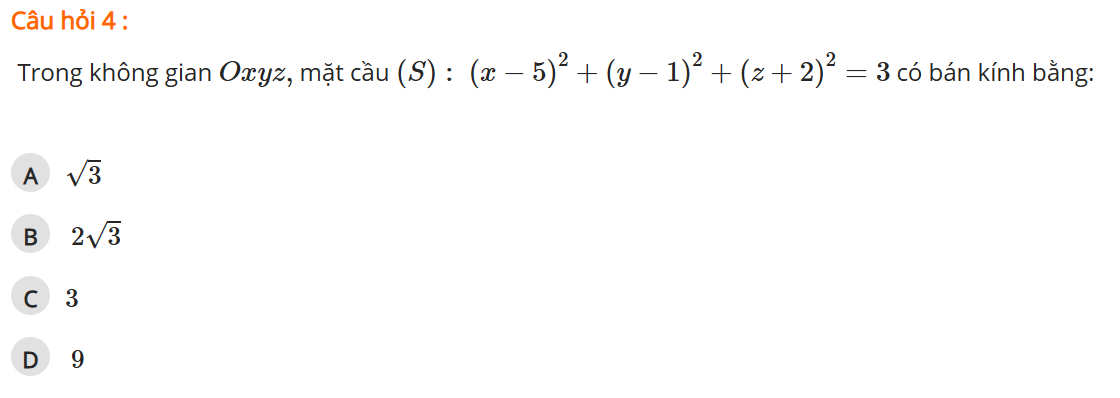 Câu hỏi 4 :
Trong không gian Oxyz, mặt cầu (S) : (x − 5)² + (y − 1)² + (z + 2)² = 3 có bán kính bằng:
A √3
B 2√3
C 3
D 9